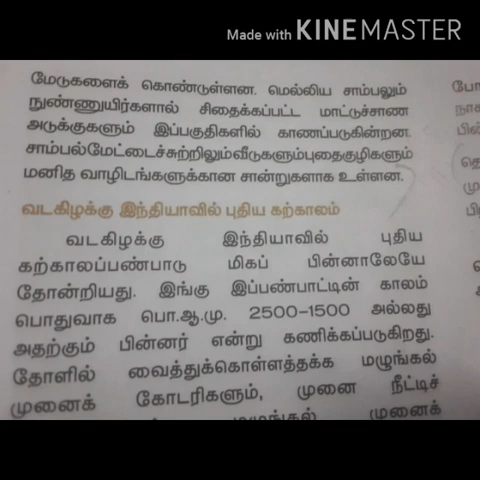 Made with KINEMASTER
மேடுகளைக் கொண்டுள்ளன. மெல்லிய சாம்பலும்
நுண்ணுயிர்களால் சிதைக்கப்பட்ட மாட்டுச்சாண
அடுக்குகளும் இப்பகுதிகளில் காணப்படுகின்றன.
சாம்பல்மேட்டைச்சுற்றிலும்வீடுகளும்புதைகுழிகளும்
மனித வாழிடங்களுக்கான சான்றுகளாக உள்ளன.
வடகிழக்கு இந்தியாவில் புதிய கற்காலம்
வடகிழக்கு இந்தியாவில் புதிய
கற்காலப்பண்பாடு மிகப் பின்னாலேயே
தோன்றியது. இங்கு இப்பண்பாட்டின் காலம்
பொதுவாக பொ.ஆ.மு. 2500-1500 அல்லது
அதற்கும் பின்னர் என்று கணிக்கப்படுகிறது.
தோளில் வைத்துக்கொள்ளத்தக்க மழுங்கல்
முனைக் கோடரிகளும், முனை நீட்டிச்
மழுங்கல் முனைக்